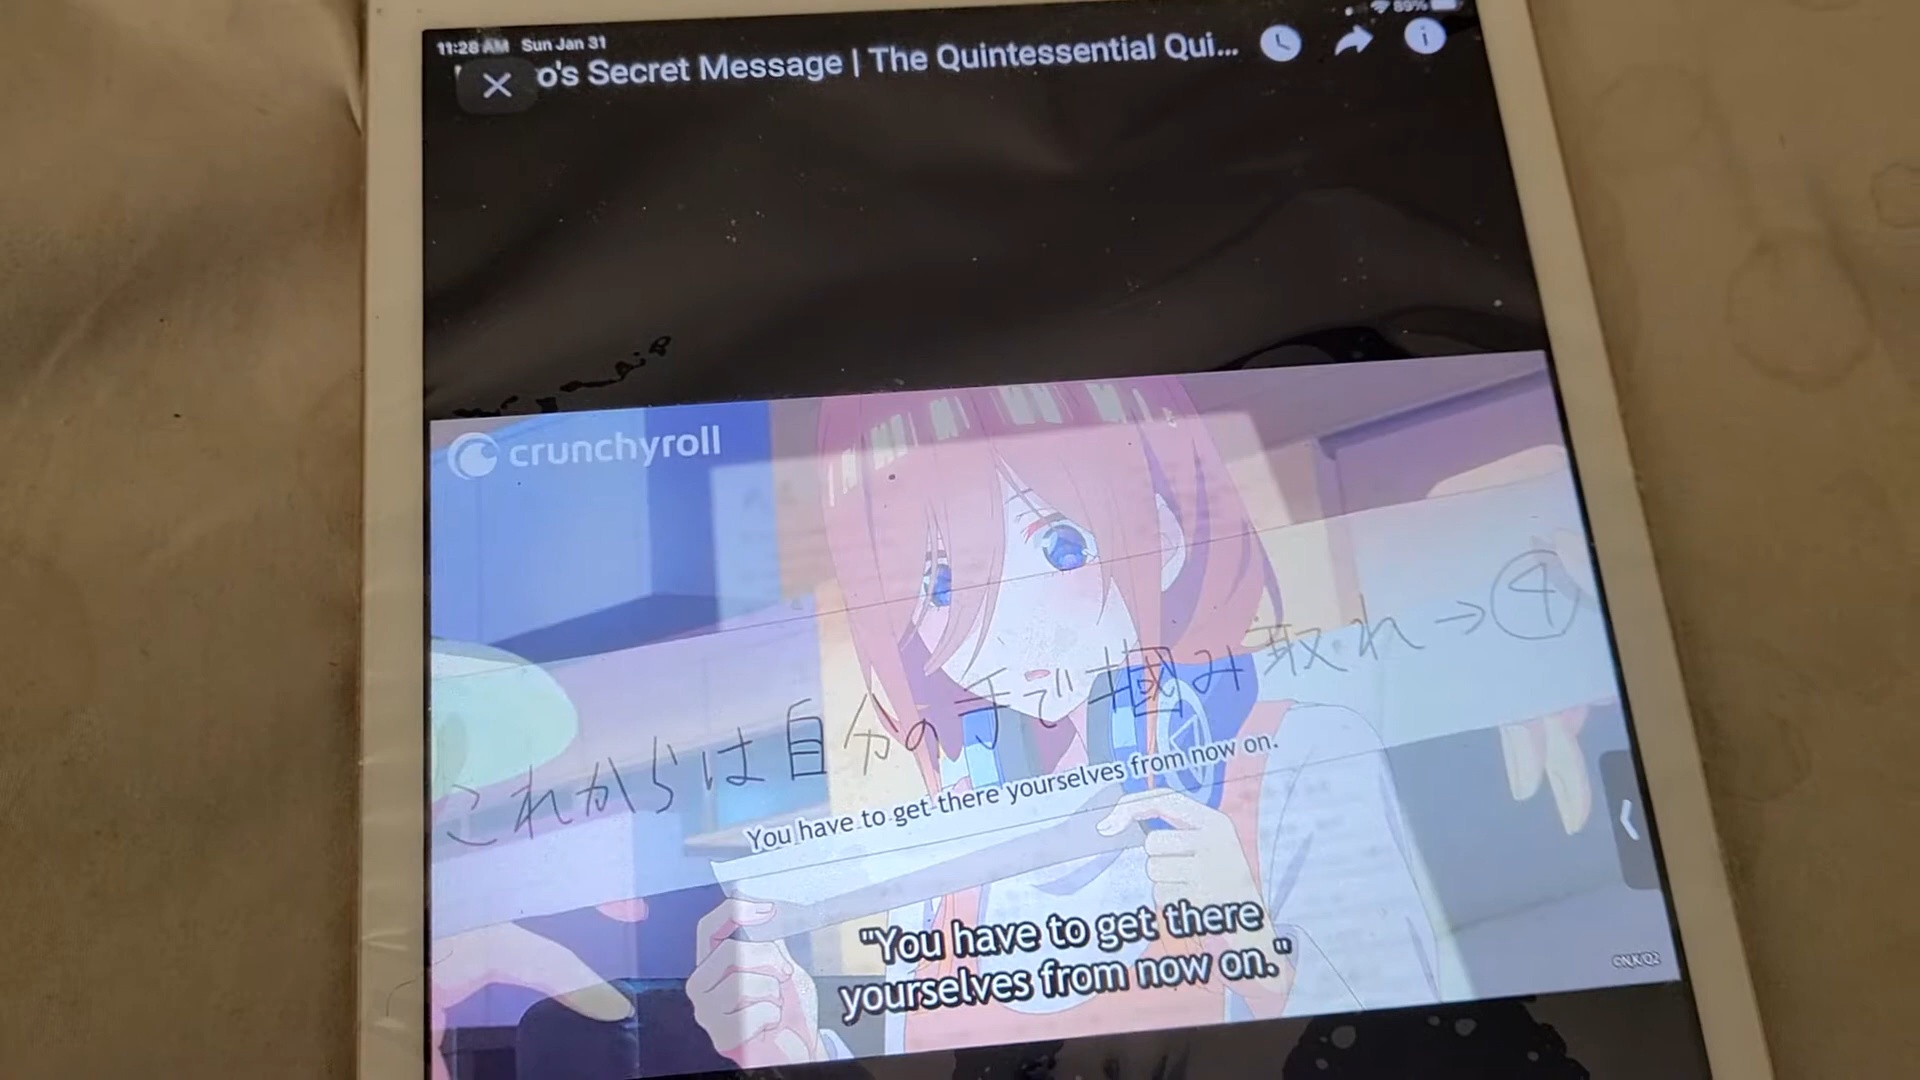 11:28 AM Sun Jan 31
89%
o's Secret Message | The Quintessential Qui...
crunchyroll
これからは自分の手で掴み取れ→④
You have to get there yourselves from now on.
"You have to get there
yourselves from now on."